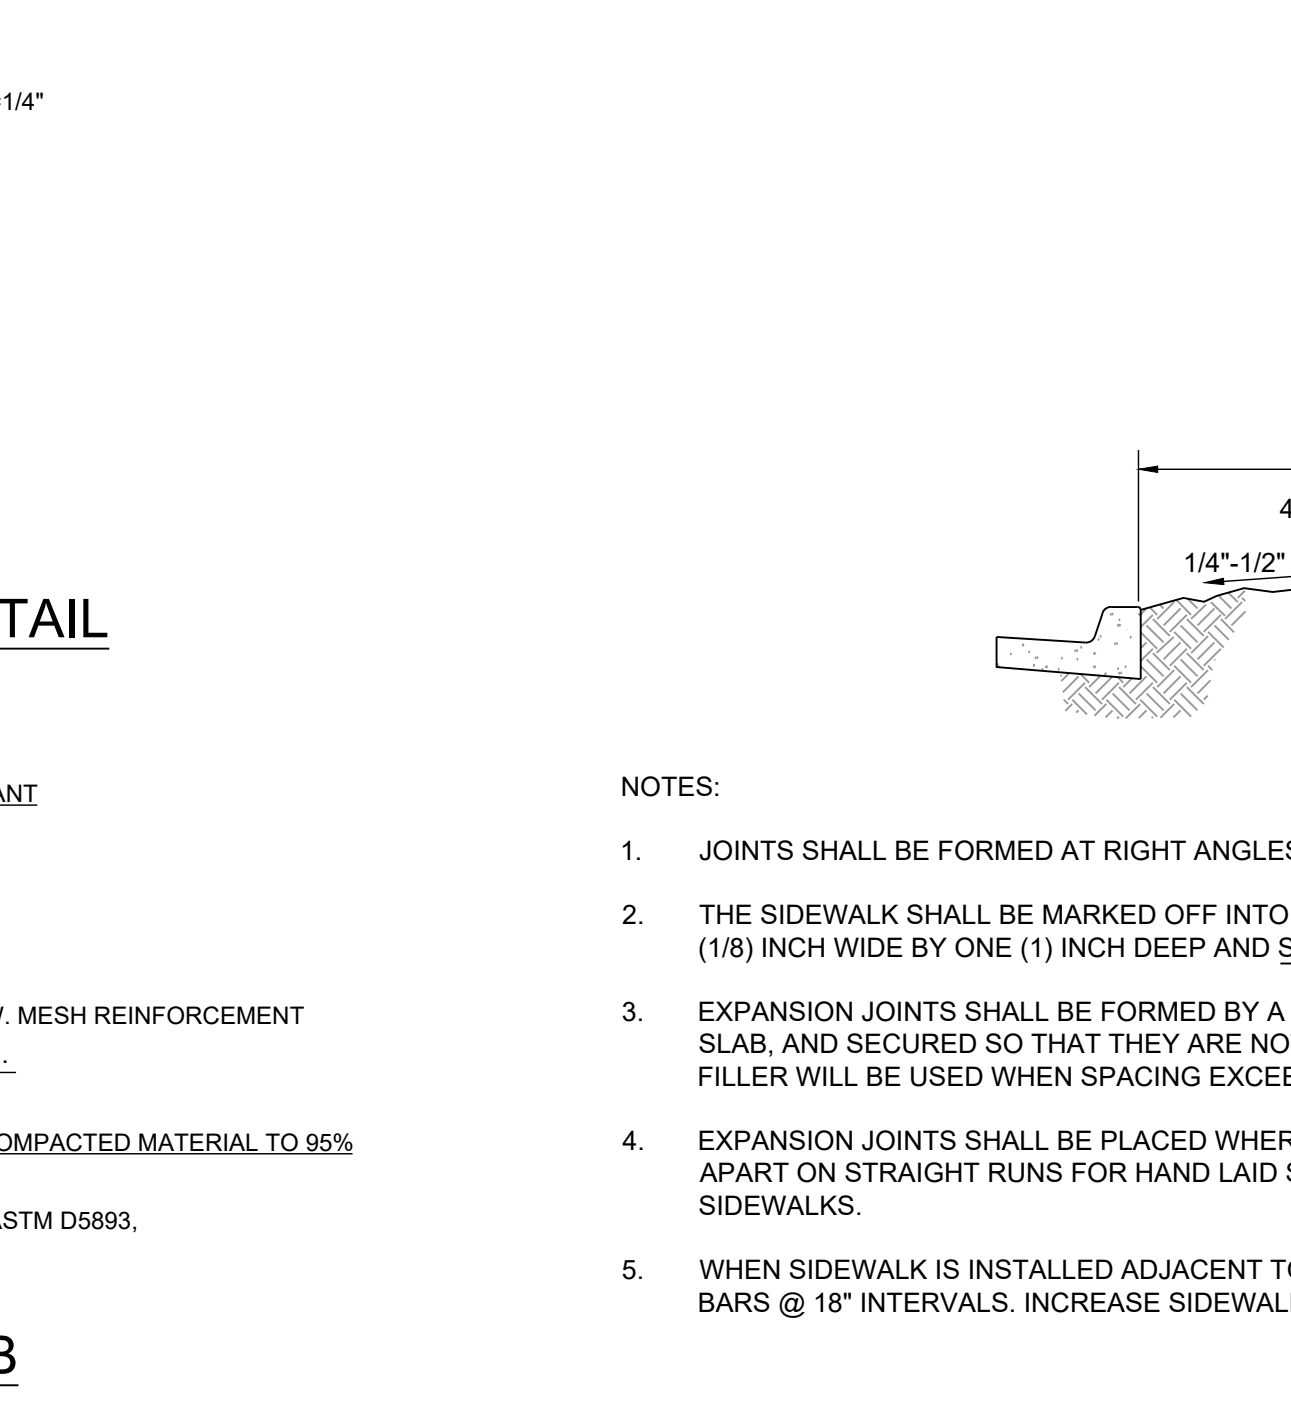 1/4"
4
1/4"-1/2"
TAIL
NOTES:
ANT
1. JOINTS SHALL BE FORMED AT RIGHT ANGLES
2. THE SIDEWALK SHALL BE MARKED OFF INTO
(1/8) INCH WIDE BY ONE (1) INCH DEEP AND S
3. EXPANSION JOINTS SHALL BE FORMED BY A
SLAB, AND SECURED SO THAT THEY ARE NO
FILLER WILL BE USED WHEN SPACING EXCEE
4. EXPANSION JOINTS SHALL BE PLACED WHER
APART ON STRAIGHT RUNS FOR HAND LAID S
SIDEWALKS.
5. WHEN SIDEWALK IS INSTALLED ADJACENT TO
BARS @ 18" INTERVALS. INCREASE SIDEWAL
. MESH REINFORCEMENT
.
OMPACTED MATERIAL TO 95%
ASTM D5893,
B